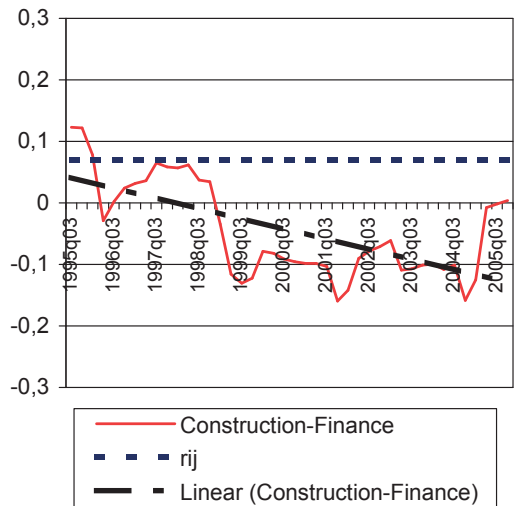 0,3
0,2
0,1
0
-0,1
-0,2
-0,3
1995q03
1996q03
1997q03
1998q03
1999q03
2000q03
2001q03
2002q03
2003q03
2004q03
2005q03
Construction-Finance
rij
Linear (Construction-Finance)